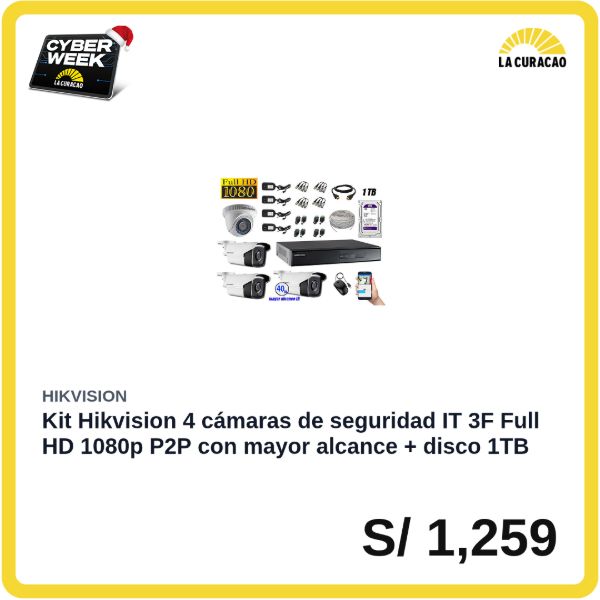 CYBER
WEEK
LA CURACAO
LA CURACAO
Full HD
1080
1 TB
40
HIKVISION
Kit Hikvision 4 cámaras de seguridad IT 3F Full
HD 1080p P2P con mayor alcance + disco 1TB
S/ 1,259